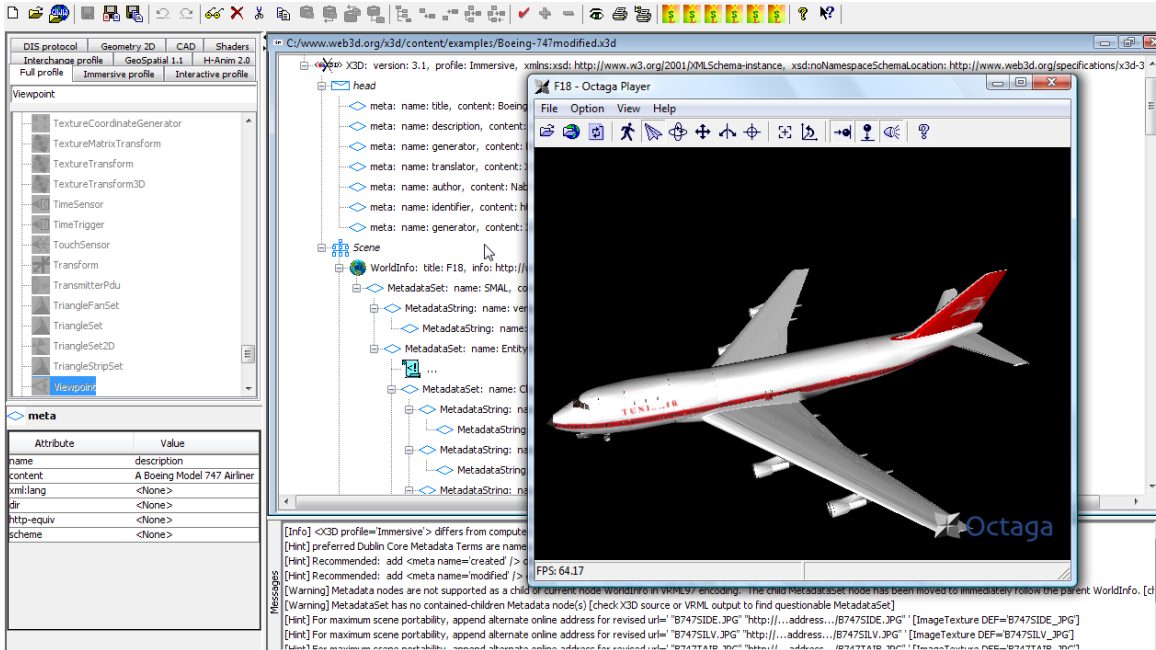 C:/www.web3d.org/x3d/content/examples/Boeing-747modified.x3d
DIS protocol Geometry 2D CAD Shaders
Interchange profile GeoSpatial 1.1 H-Anim 2.0
Full profile Immersive profile Interactive profile
Viewpoint
TextureCoordinateGenerator
TextureMatrixTransform
TextureTransform
TextureTransform3D
TimeSensor
TimeTrigger
TouchSensor
Transform
TransmitterPdu
TriangleFanSet
TriangleSet
TriangleSet2D
TriangleStripSet
Viewpoint
meta
Attribute Value
name description
content A Boeing Model 747 Airliner
xml:lang <None>
dir <None>
http-equiv <None>
scheme <None>
X3D: version: 3.1, profile: Immersive, xmlns:xsd: http://www.w3.org/2001/XMLSchema-instance, xsd:noNamespaceSchemaLocation: http://www.web3d.org/specifications/x3d-3
head
meta: name: title, content: Boeing
meta: name: description, content:
meta: name: generator, content:
meta: name: translator, content:
meta: name: author, content: Nab
meta: name: identifier, content:
meta: name: generator, content:
Scene
WorldInfo: title: F18, info: http://
MetadataSet: name: SMAL,
MetadataString: name: ver
MetadataString: name:
MetadataSet: name: Entity
...
MetadataSet: name:
MetadataString:
MetadataString
MetadataString:
MetadataString
MetadataString:
F18 - Octaga Player
File Option View Help
Octaga
FPS: 64.17
Messages
[Info] <X3D profile='Immersive'> differs from compute
[Hint] preferred Dublin Core Metadata Terms are name
[Hint] Recommended: add <meta name='created' />
[Hint] Recommended: add <meta name='modified' />
[Warning] Metadata nodes are not supported as a child of current node WorldInfo in VRML97 encoding. The child MetadataSet node has been moved to immediately follow the parent WorldInfo.
[Warning] MetadataSet has no contained-children Metadata node(s) [check X3D source or VRML output to find questionable MetadataSet]
[Hint] For maximum scene portability, append alternate online address for revised url=' "B747SIDE.JPG" "http://...address.../B747SIDE.JPG" ' [ImageTexture DEF='B747SIDE_JPG']
[Hint] For maximum scene portability, append alternate online address for revised url=' "B747SILV.JPG" "http://...address.../B747SILV.JPG" ' [ImageTexture DEF='B747SILV_JPG']